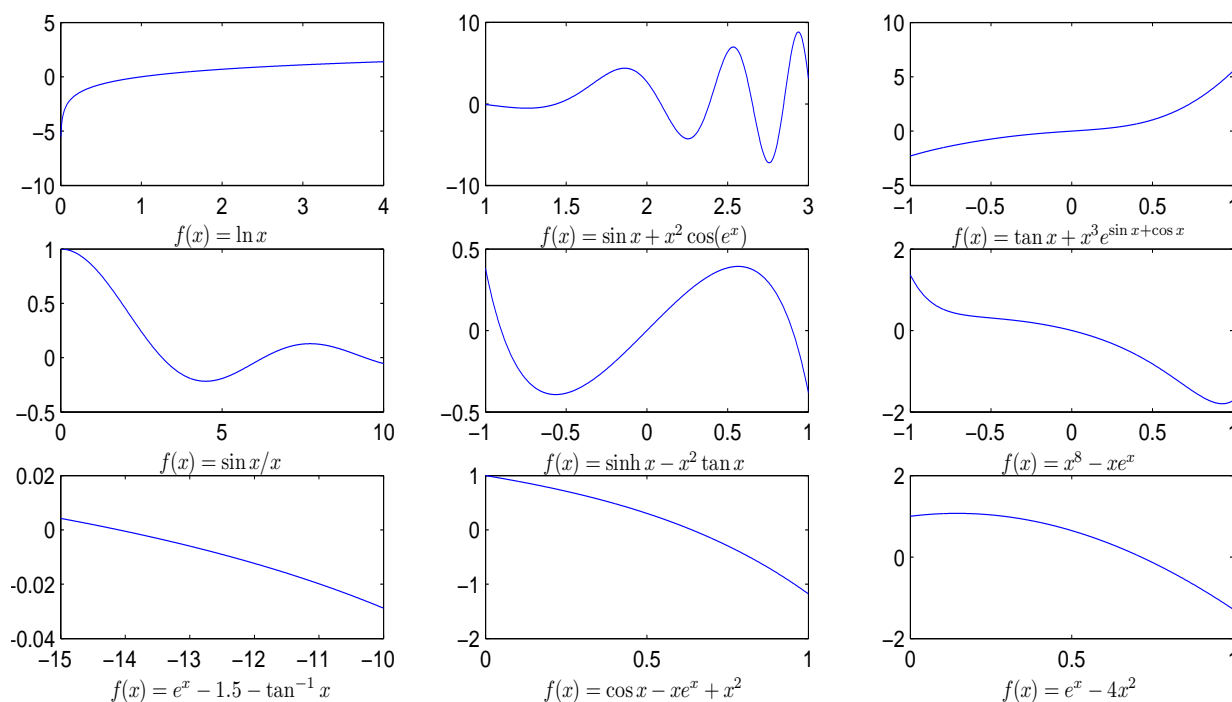 5
0
−5
−10
0 1 2 3 4
f(x) = ln x
10
0
−10
1 1.5 2 2.5 3
f(x) = sin x + x² cos(eˣ)
10
5
0
−5
−1 −0.5 0 0.5 1
f(x) = tan x + x³e^{sin x+cos x}
1
0.5
0
−0.5
0 5 10
f(x) = sin x/x
0.5
0
−0.5
−1 −0.5 0 0.5 1
f(x) = sinh x − x² tan x
2
0
−2
−1 −0.5 0 0.5 1
f(x) = x⁸ − xeˣ
0.02
0
-0.02
-0.04
−15 −14 −13 −12 −11 −10
f(x) = eˣ − 1.5 − tan⁻¹ x
1
0
−1
−2
0 0.5 1
f(x) = cos x − xeˣ + x²
2
0
−2
0 0.5 1
f(x) = eˣ − 4x²